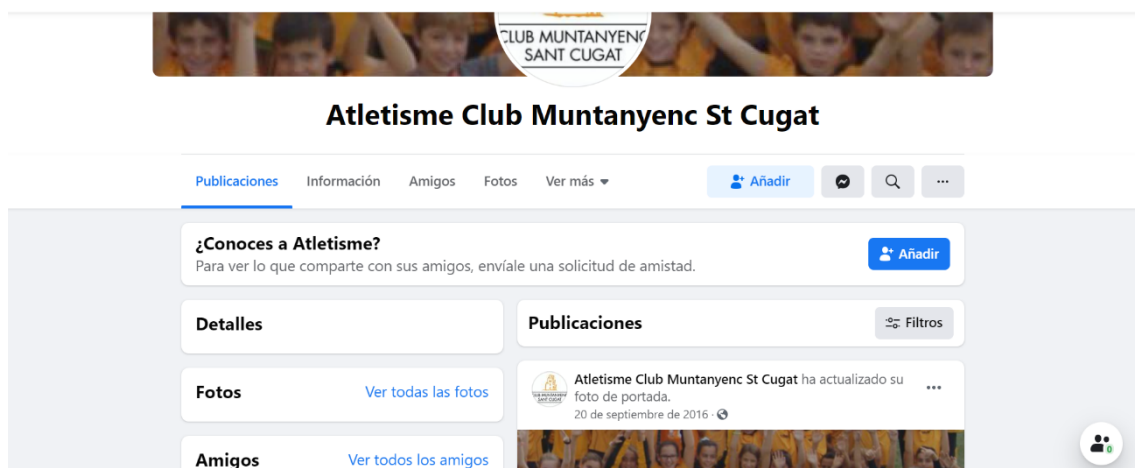 CLUB MUNTANYENC
SANT CUGAT
Atletisme Club Muntanyenc St Cugat
Publicaciones Información Amigos Fotos Ver más Añadir ...
¿Conoces a Atletisme?
Para ver lo que comparte con sus amigos, envíale una solicitud de amistad.
Añadir
Detalles
Publicaciones
Filtros
Fotos
Ver todas las fotos
Atletisme Club Muntanyenc St Cugat ha actualizado su
foto de portada.
20 de septiembre de 2016 ·
Amigos
Ver todos los amigos
0